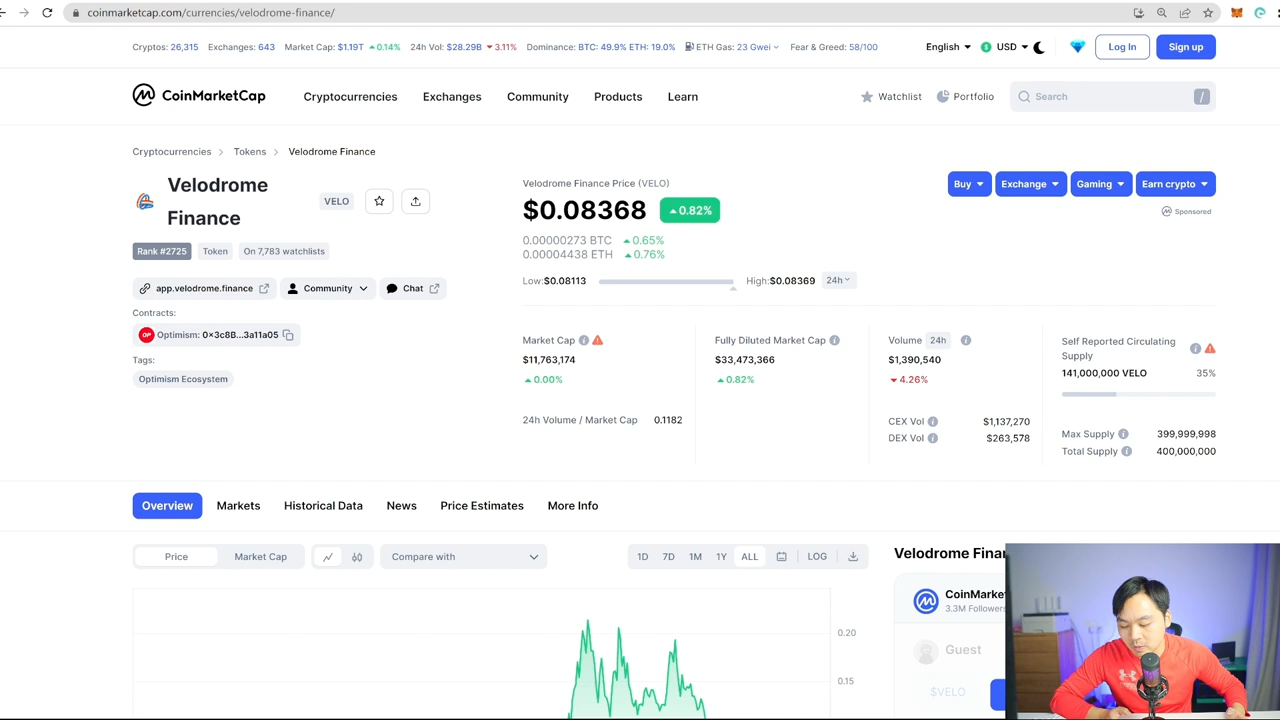 coinmarketcap.com/currencies/velodrome-finance/
Cryptos: 26,315 Exchanges: 643 Market Cap: $1.19T 0.14% 24h Vol: $28.29B 3.11% Dominance: BTC: 49.9% ETH: 19.0% ETH Gas: 23 Gwei Fear & Greed: 58/100
English USD Log In Sign up
CoinMarketCap Cryptocurrencies Exchanges Community Products Learn Watchlist Portfolio Search /
Cryptocurrencies > Tokens > Velodrome Finance
Velodrome
Finance
VELO
Rank #2725 Token On 7,783 watchlists
app.velodrome.finance Community Chat
Contracts:
OP Optimism: 0x3c8B...3a11a05
Tags:
Optimism Ecosystem
Velodrome Finance Price (VELO)
$0.08368 0.82%
0.00000273 BTC 0.65%
0.00004438 ETH 0.76%
Low:$0.08113 High:$0.08369 24h
Buy Exchange Gaming Earn crypto
Sponsored
Market Cap
$11,763,174
0.00%
24h Volume / Market Cap 0.1182
Fully Diluted Market Cap
$33,473,366
0.82%
Volume 24h
$1,390,540
4.26%
CEX Vol $1,137,270
DEX Vol $263,578
Self Reported Circulating
Supply
141,000,000 VELO 35%
Max Supply 399,999,998
Total Supply 400,000,000
Overview Markets Historical Data News Price Estimates More Info
Price Market Cap Compare with 1D 7D 1M 1Y ALL LOG
0.20
0.15
Velodrome Finan
CoinMarket
3.3M Followers
Guest
$VELO